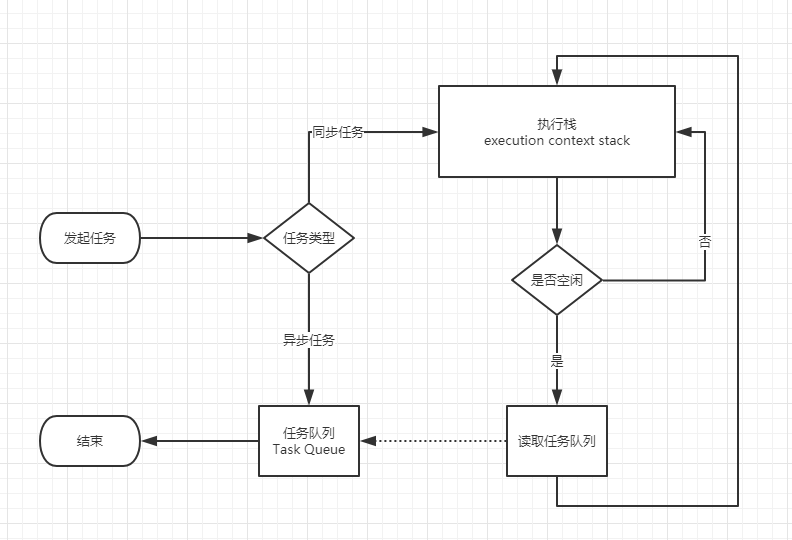 同步任务
执行栈
execution context stack
发起任务
任务类型
否
是否空闲
异步任务
是
结束
任务队列
Task Queue
读取任务队列